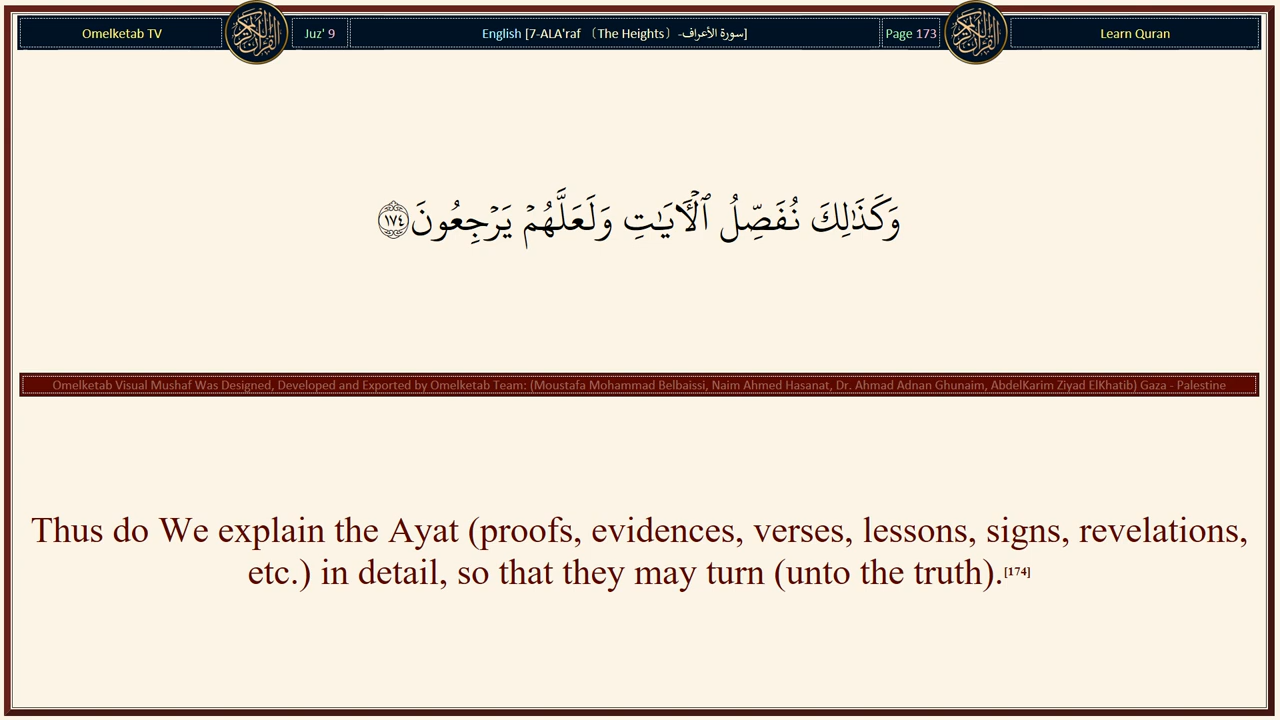 Omelketab TV
Juz' 9
English [7-ALA'raf （The Heights）-سورة الأعراف]
Page 173
Learn Quran
وَكَذَٰلِكَ نُفَصِّلُ ٱلْأٓيَـٰتِ وَلَعَلَّهُمْ يَرْجِعُونَ ١٧٤
Omelketab Visual Mushaf Was Designed, Developed and Exported by Omelketab Team: (Moustafa Mohammad Belbaissi, Naim Ahmed Hasanat, Dr. Ahmad Adnan Ghunaim, AbdelKarim Ziyad ElKhatib) Gaza - Palestine
Thus do We explain the Ayat (proofs, evidences, verses, lessons, signs, revelations,
etc.) in detail, so that they may turn (unto the truth).[174]